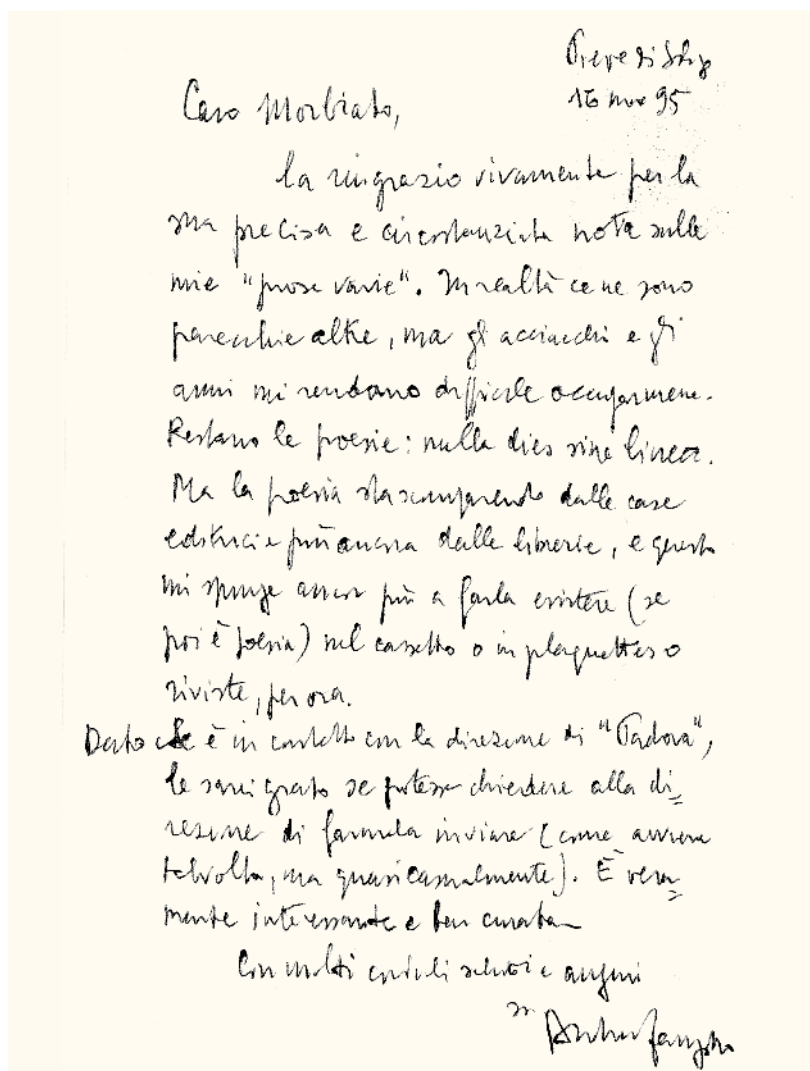 Pieve di Soligo
16 nov 95
Caro Morbiato,
la ringrazio vivamente per la
sua precisa e circostanziata nota sulle
mie "prose varie". In realtà ce ne sono
parecchie altre, ma gli acciacchi e gli
anni mi rendono difficile occuparmene.
Restano le poesie: nulla dies sine linea.
Ma la poesia sta scomparendo dalle case
editrici e più ancora dalle librerie, e questo
mi spinge ancor più a farla esistere (se
poi è poesia) nel cassetto o in plaquettes o
riviste, per ora.
Dato che è in contatto con la direzione di "Padova",
le sarei grato se potesse chiedere alla di=
rezione di farmela inviare (come avviene
talvolta, ma quasi casualmente). È vera=
mente interessante e ben curata
Con molti cordiali saluti e auguri
suo Andrea Zanzotto